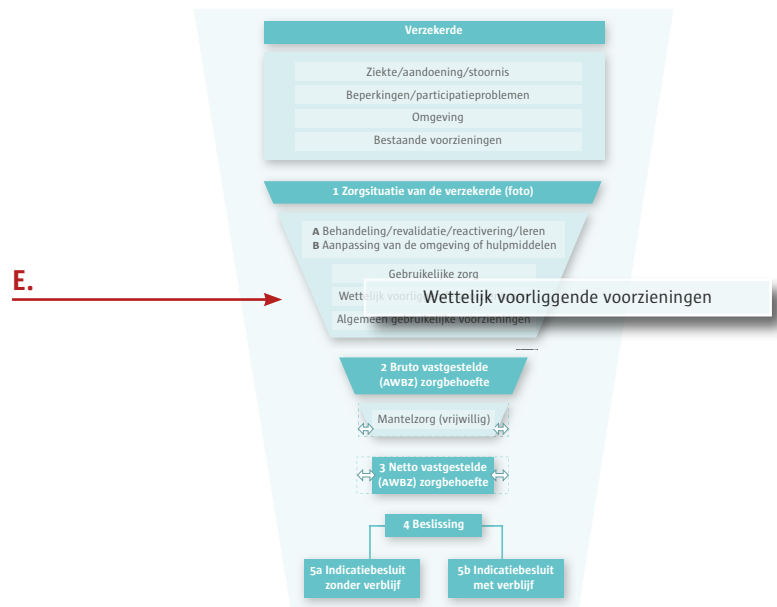 Verzekerde
Ziekte/aandoening/stoornis
Beperkingen/participatieproblemen
Omgeving
Bestaande voorzieningen
1 Zorgsituatie van de verzekerde (foto)
A Behandeling/revalidatie/reactivering/leren
B Aanpassing van de omgeving of hulpmiddelen
Gebruikelijke zorg
E.
Wettelijk voorlig
Wettelijk voorliggende voorzieningen
Algemeen gebruikelijke voorzieningen
2 Bruto vastgestelde
(AWBZ) zorgbehoefte
Mantelzorg (vrijwillig)
3 Netto vastgestelde
(AWBZ) zorgbehoefte
4 Beslissing
5a Indicatiebesluit
zonder verblijf
5b Indicatiebesluit
met verblijf